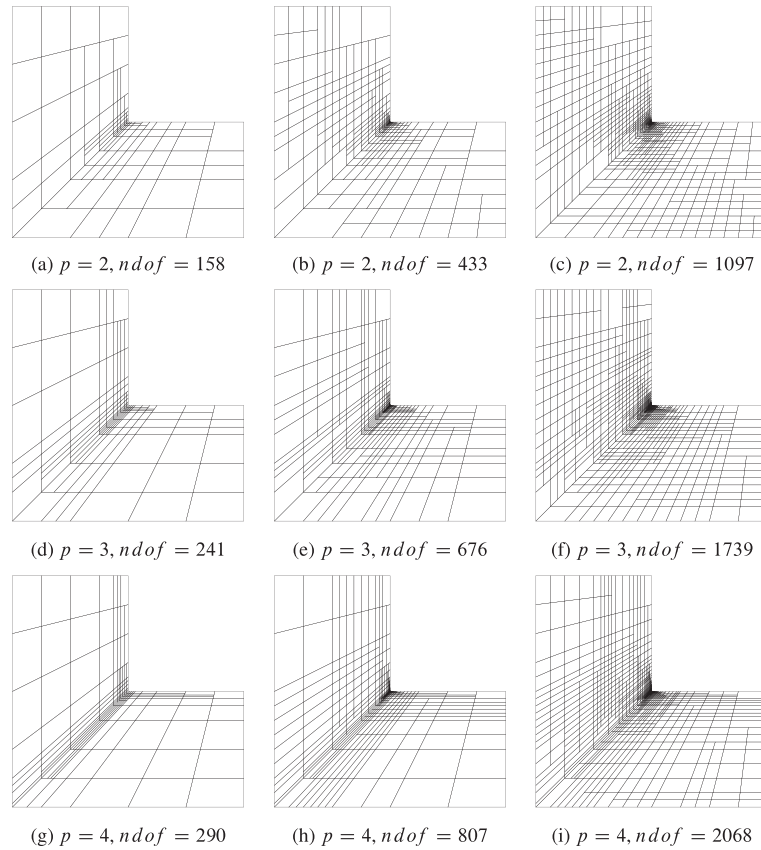 (a) p = 2, ndof = 158
(b) p = 2, ndof = 433
(c) p = 2, ndof = 1097
(d) p = 3, ndof = 241
(e) p = 3, ndof = 676
(f) p = 3, ndof = 1739
(g) p = 4, ndof = 290
(h) p = 4, ndof = 807
(i) p = 4, ndof = 2068